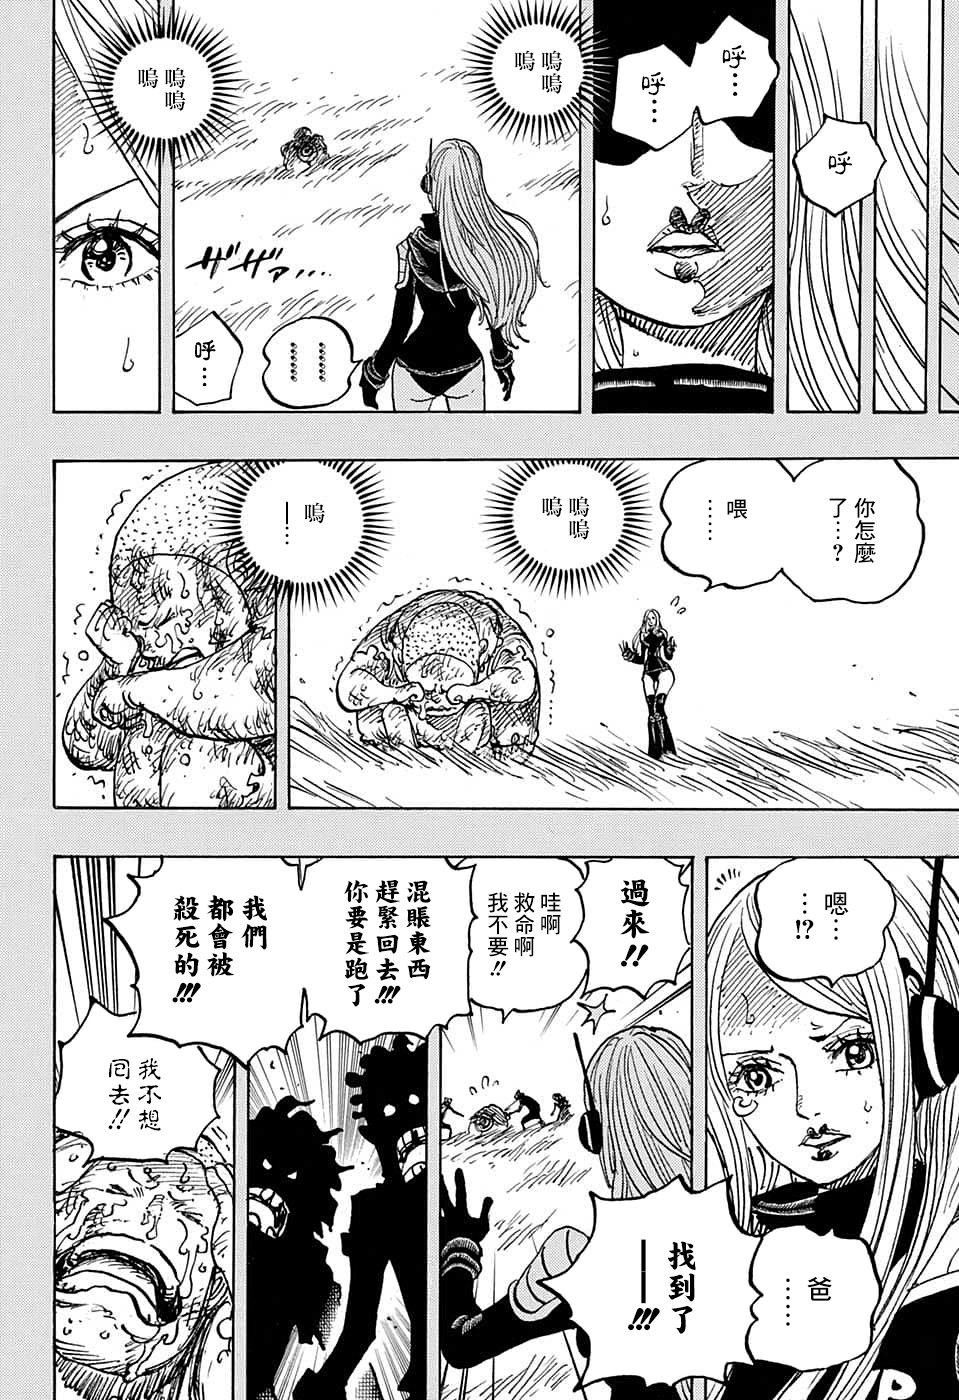 呼
呼
…
呼
…
嗚嗚
嗚
嗚嗚
嗚
ザザァ…
……
……
呼
…
你怎麼
了…？
喂
……
嗚嗚
嗚
嗚
—
…
嗯…
…!?
爸
……
過來!!
找到了
—!!!
哇啊
救命啊
我不要!!
混賬東西
趕緊回去!!!
你要是跑了
我們
都會被
殺死的!!!
我不想
回去!!